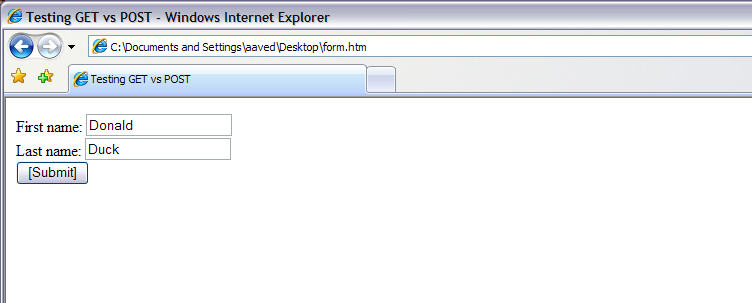 Testing GET vs POST - Windows Internet Explorer
C:\Documents and Settings\aaved\Desktop\form.htm
Testing GET vs POST
First name: Donald
Last name: Duck
[Submit]